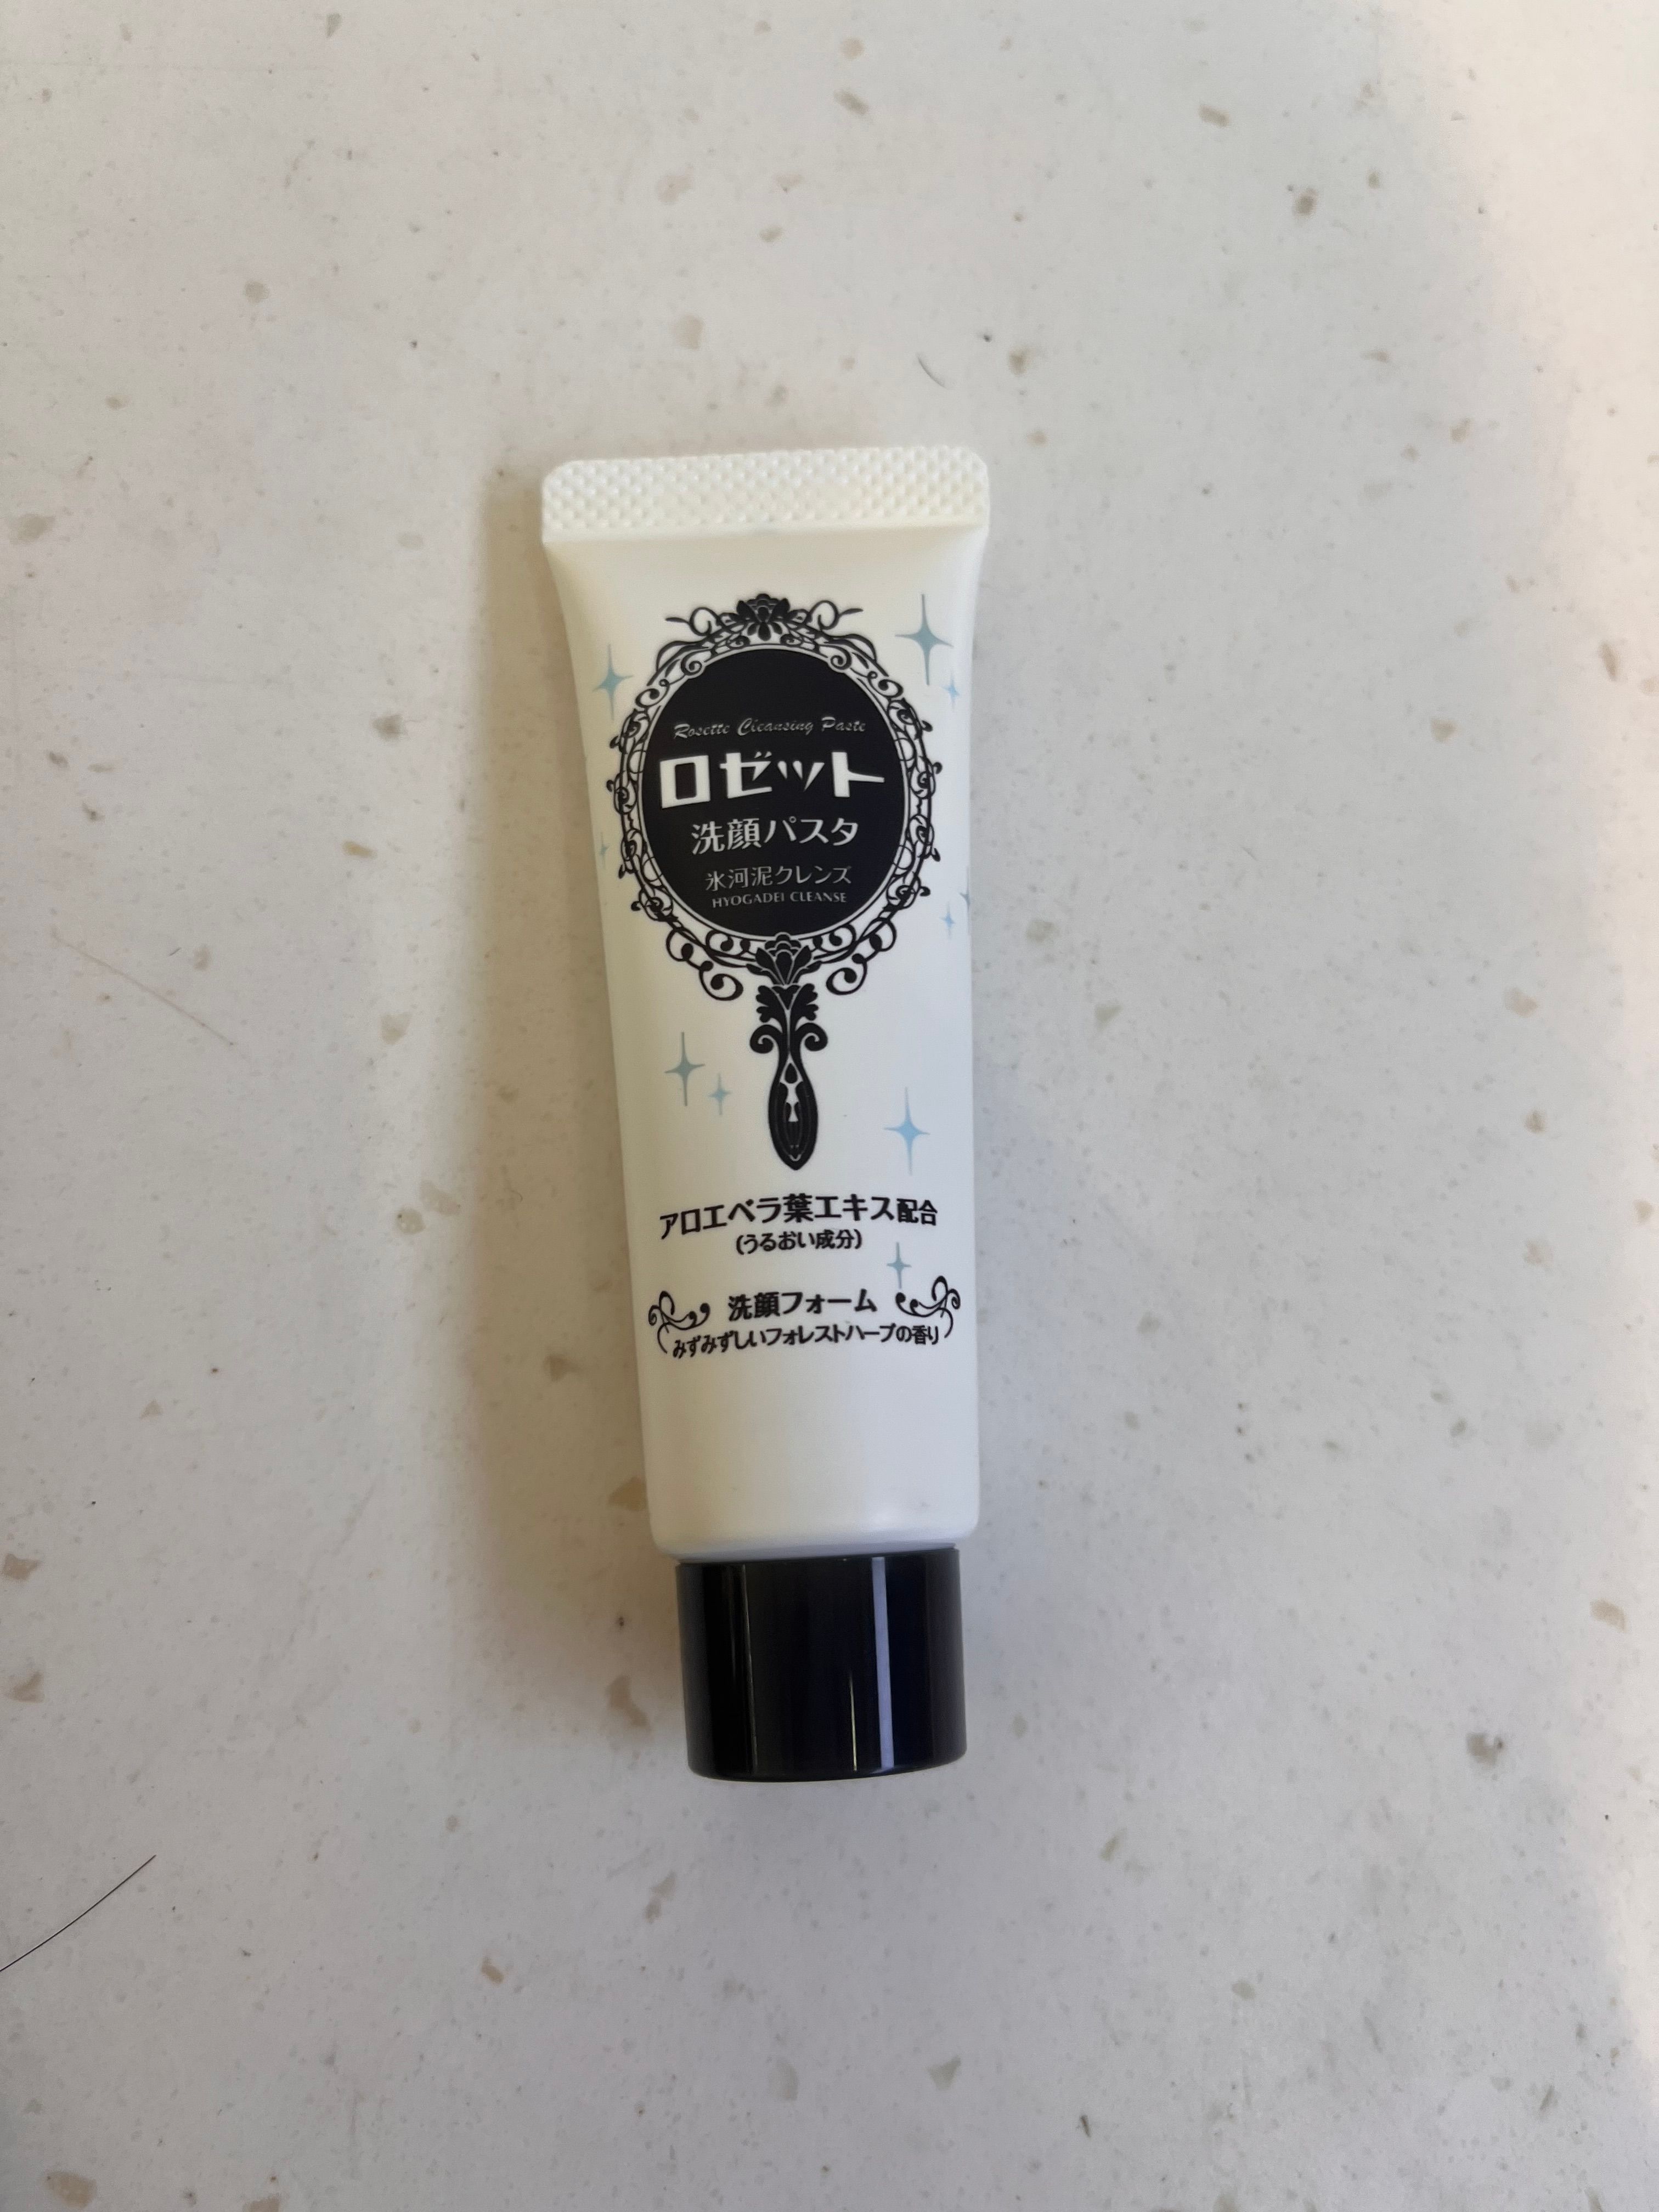 Rosette Cleansing Paste
ロゼット
洗顔パスタ
氷河泥クレンズ
HYOGADEI CLEANSE
アロエベラ葉エキス配合
(うるおい成分)
洗顔フォーム
みずみずしいフォレストハーブの香り